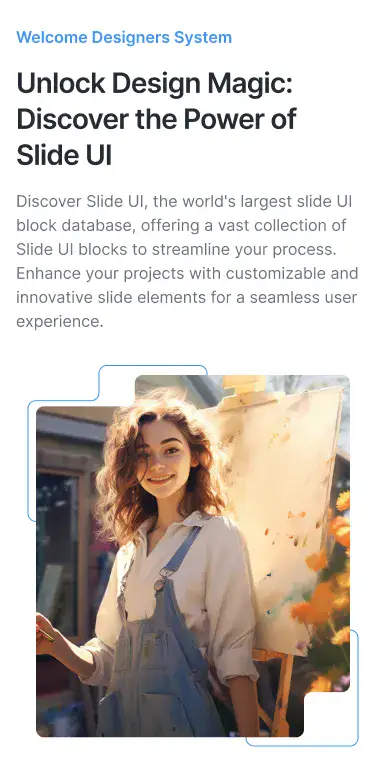 Welcome Designers System
Unlock Design Magic:
Discover the Power of
Slide UI
Discover Slide UI, the world's largest slide UI
block database, offering a vast collection of
Slide UI blocks to streamline your process.
Enhance your projects with customizable and
innovative slide elements for a seamless user
experience.